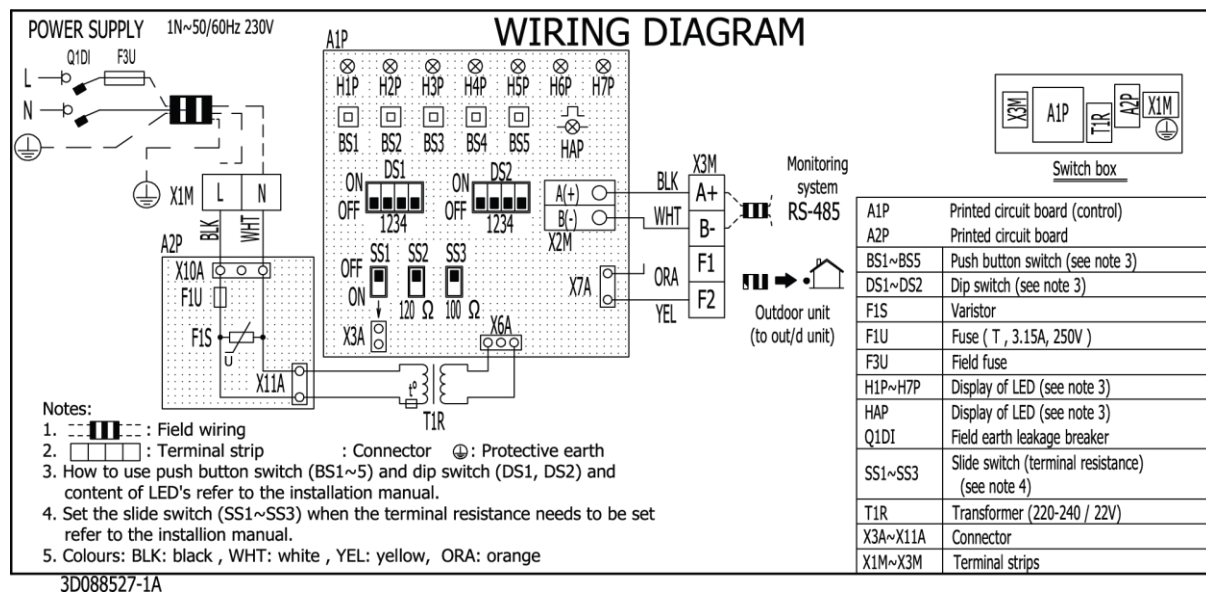 WIRING DIAGRAM
POWER SUPPLY 1N~50/60Hz 230V
Q1DI F3U
L
N
X1M L N
BLK WHT
A2P
X10A
F1U
F1S
U
X11A
A1P
H1P H2P H3P H4P H5P H6P H7P
BS1 BS2 BS3 BS4 BS5 HAP
DS1 DS2
ON ON
OFF OFF
1234 1234
A(+)
B(-)
X2M
SS1 SS2 SS3
OFF
ON
120 Ω 100 Ω
X3A
X6A
X7A
t°
T1R
X3M
BLK A+
WHT B-
F1
ORA
F2
YEL
Monitoring
system
RS-485
Outdoor unit
(to out/d unit)
X3M A1P T1R A2P X1M
Switch box
A1P Printed circuit board (control)
A2P Printed circuit board
BS1~BS5 Push button switch (see note 3)
DS1~DS2 Dip switch (see note 3)
F1S Varistor
F1U Fuse ( T , 3.15A, 250V )
F3U Field fuse
H1P~H7P Display of LED (see note 3)
HAP Display of LED (see note 3)
Q1DI Field earth leakage breaker
SS1~SS3 Slide switch (terminal resistance)
(see note 4)
T1R Transformer (220-240 / 22V)
X3A~X11A Connector
X1M~X3M Terminal strips
Notes:
1. : Field wiring
2. : Terminal strip : Connector : Protective earth
3. How to use push button switch (BS1~5) and dip switch (DS1, DS2) and
content of LED's refer to the installation manual.
4. Set the slide switch (SS1~SS3) when the terminal resistance needs to be set
refer to the installion manual.
5. Colours: BLK: black , WHT: white , YEL: yellow, ORA: orange
3D088527-1A